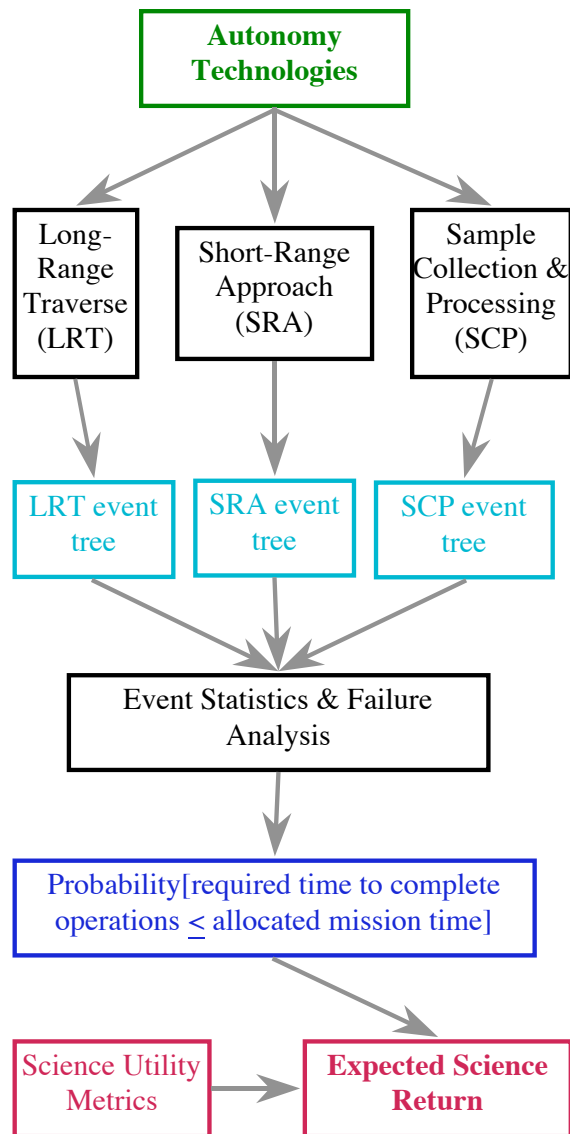 Autonomy
Technologies
Long-
Range
Traverse
(LRT)
Short-Range
Approach
(SRA)
Sample
Collection &
Processing
(SCP)
LRT event
tree
SRA event
tree
SCP event
tree
Event Statistics & Failure
Analysis
Probability[required time to complete
operations < allocated mission time]
Science Utility
Metrics
Expected Science
Return